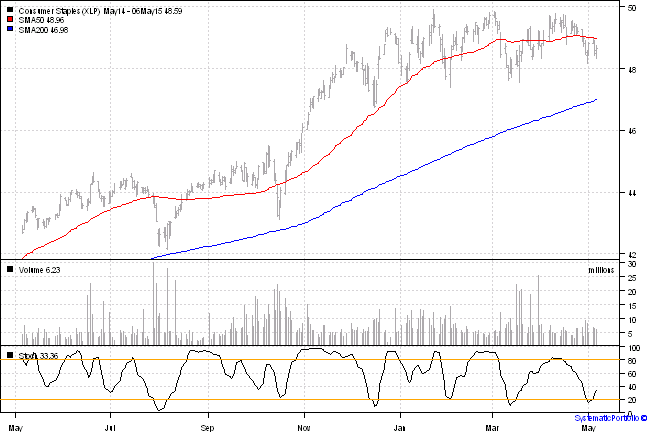 Consumer Staples (XLP) May14 - 06May15 48.59
SMA50 48.96
SMA200 46.98
50
48
46
44
42
Volume 6.23
millions
30
25
20
15
10
5
Stoch 33.36
100
80
60
40
20
0
May Jul Sep Nov Jan Mar May
SystematicPortfolio ©